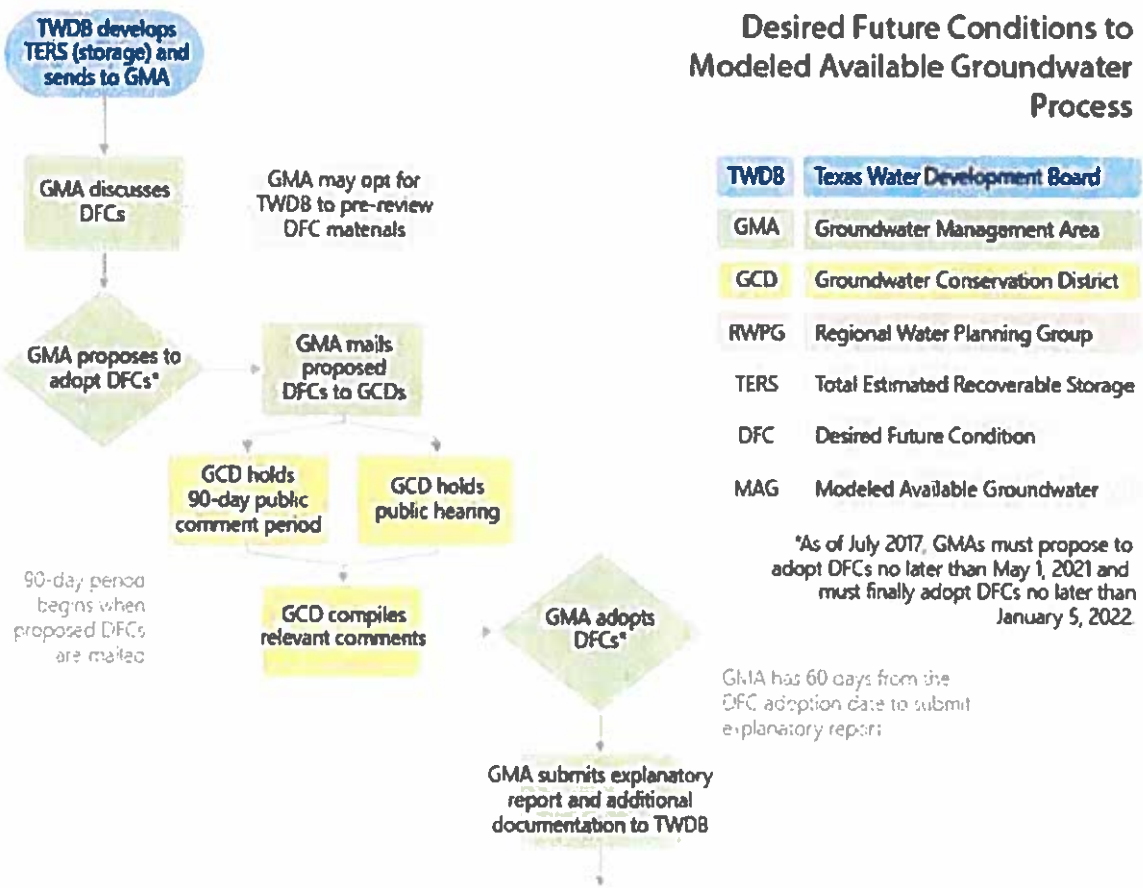 TWDB develops
TERS (storage) and
sends to GMA
Desired Future Conditions to
Modeled Available Groundwater
Process
GMA discusses
DFCs
GMA may opt for
TWDB to pre-review
DFC materials
TWDB Texas Water Development Board
GMA Groundwater Management Area
GCD Groundwater Conservation District
RWPG Regional Water Planning Group
TERS Total Estimated Recoverable Storage
DFC Desired Future Condition
MAG Modeled Available Groundwater
GMA proposes to
adopt DFCs*
GMA mails
proposed
DFCs to GCDs
GCD holds
90-day public
comment period
GCD holds
public hearing
*As of July 2017, GMAs must propose to
adopt DFCs no later than May 1, 2021 and
must finally adopt DFCs no later than
January 5, 2022.
90-day period
begins when
proposed DFCs
are mailed
GCD compiles
relevant comments
GMA adopts
DFCs*
GMA has 60 days from the
DFC adoption date to submit
explanatory report
GMA submits explanatory
report and additional
documentation to TWDB